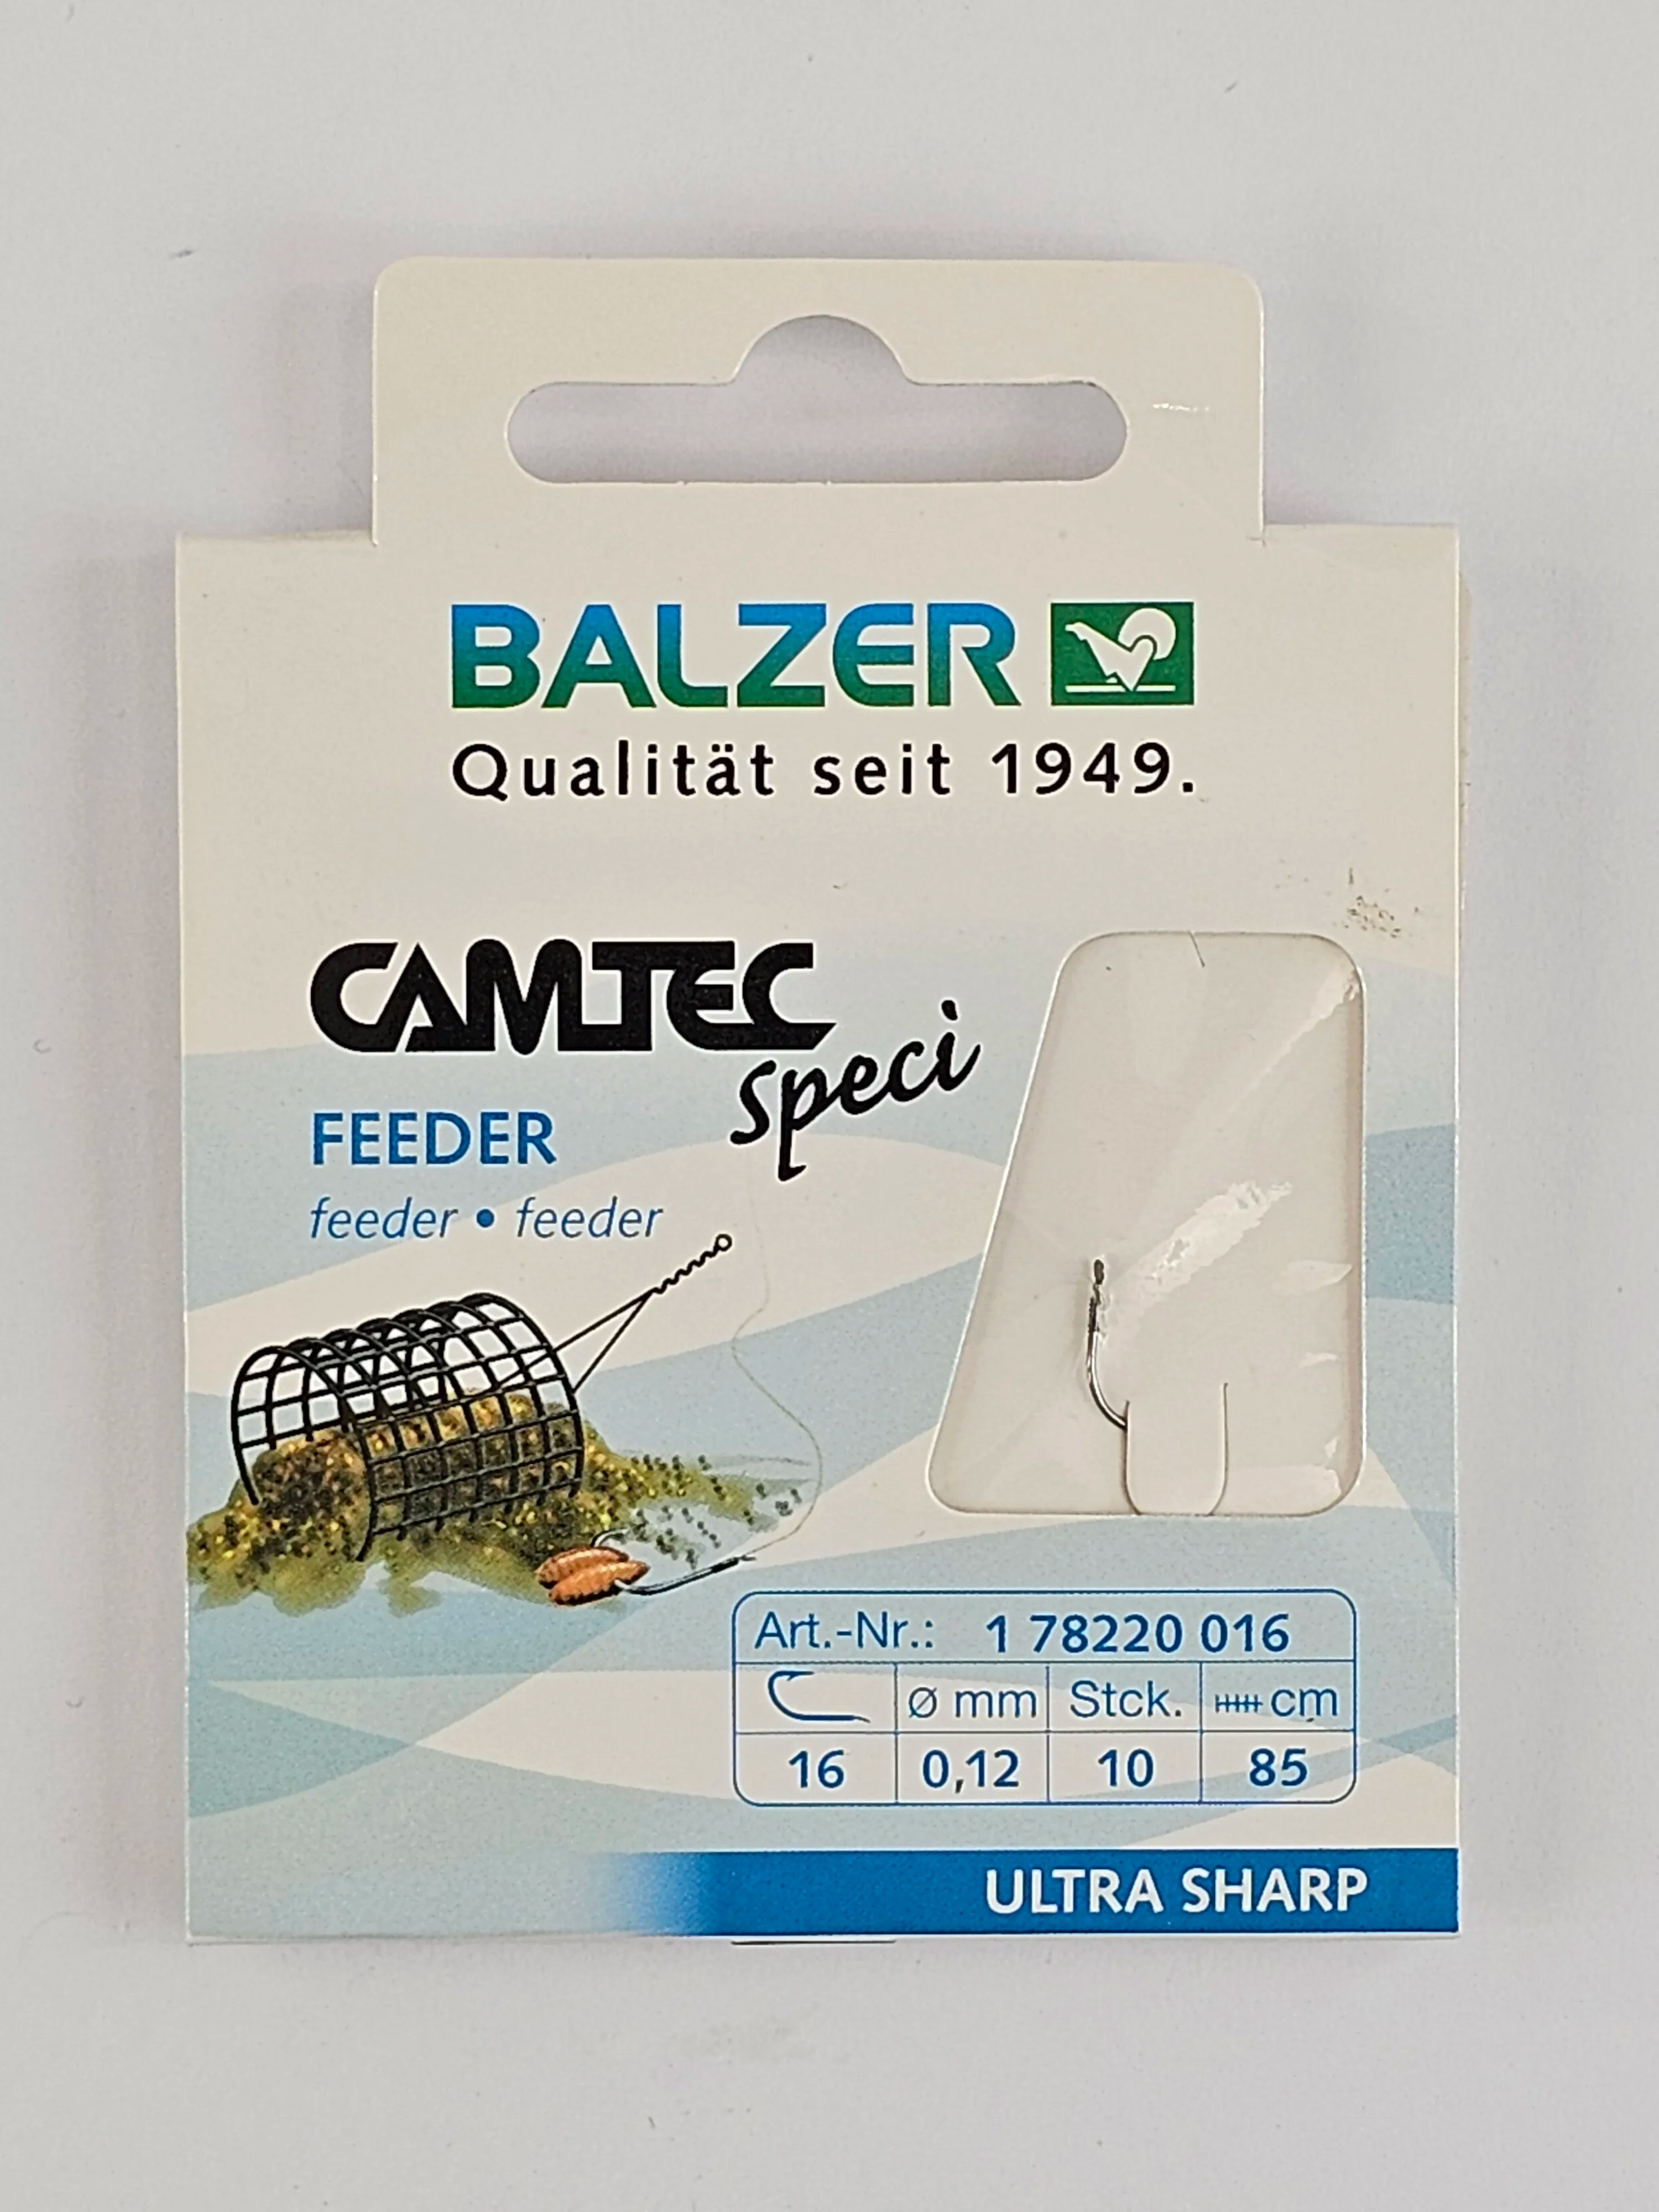 BALZER
Qualität seit 1949.
CAMTEC
speci
FEEDER
feeder • feeder
Art.-Nr.: 1 78220 016
Ø mm Stck. cm
16 0,12 10 85
ULTRA SHARP